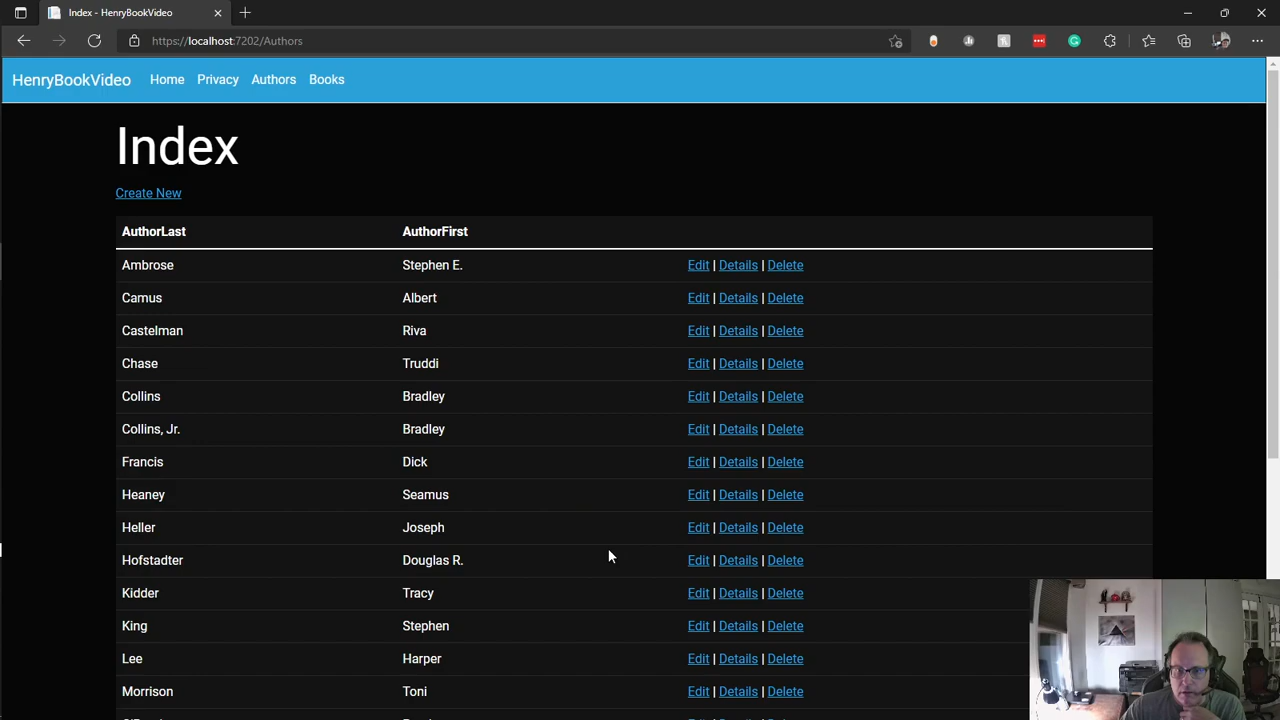 Index - HenryBookVideo
https://localhost:7202/Authors
HenryBookVideo Home Privacy Authors Books
Index
Create New
AuthorLast AuthorFirst
Ambrose Stephen E. Edit | Details | Delete
Camus Albert Edit | Details | Delete
Castelman Riva Edit | Details | Delete
Chase Truddi Edit | Details | Delete
Collins Bradley Edit | Details | Delete
Collins, Jr. Bradley Edit | Details | Delete
Francis Dick Edit | Details | Delete
Heaney Seamus Edit | Details | Delete
Heller Joseph Edit | Details | Delete
Hofstadter Douglas R. Edit | Details | Delete
Kidder Tracy Edit | Details | Delete
King Stephen Edit | Details | Delete
Lee Harper Edit | Details | Delete
Morrison Toni Edit | Details | Delete